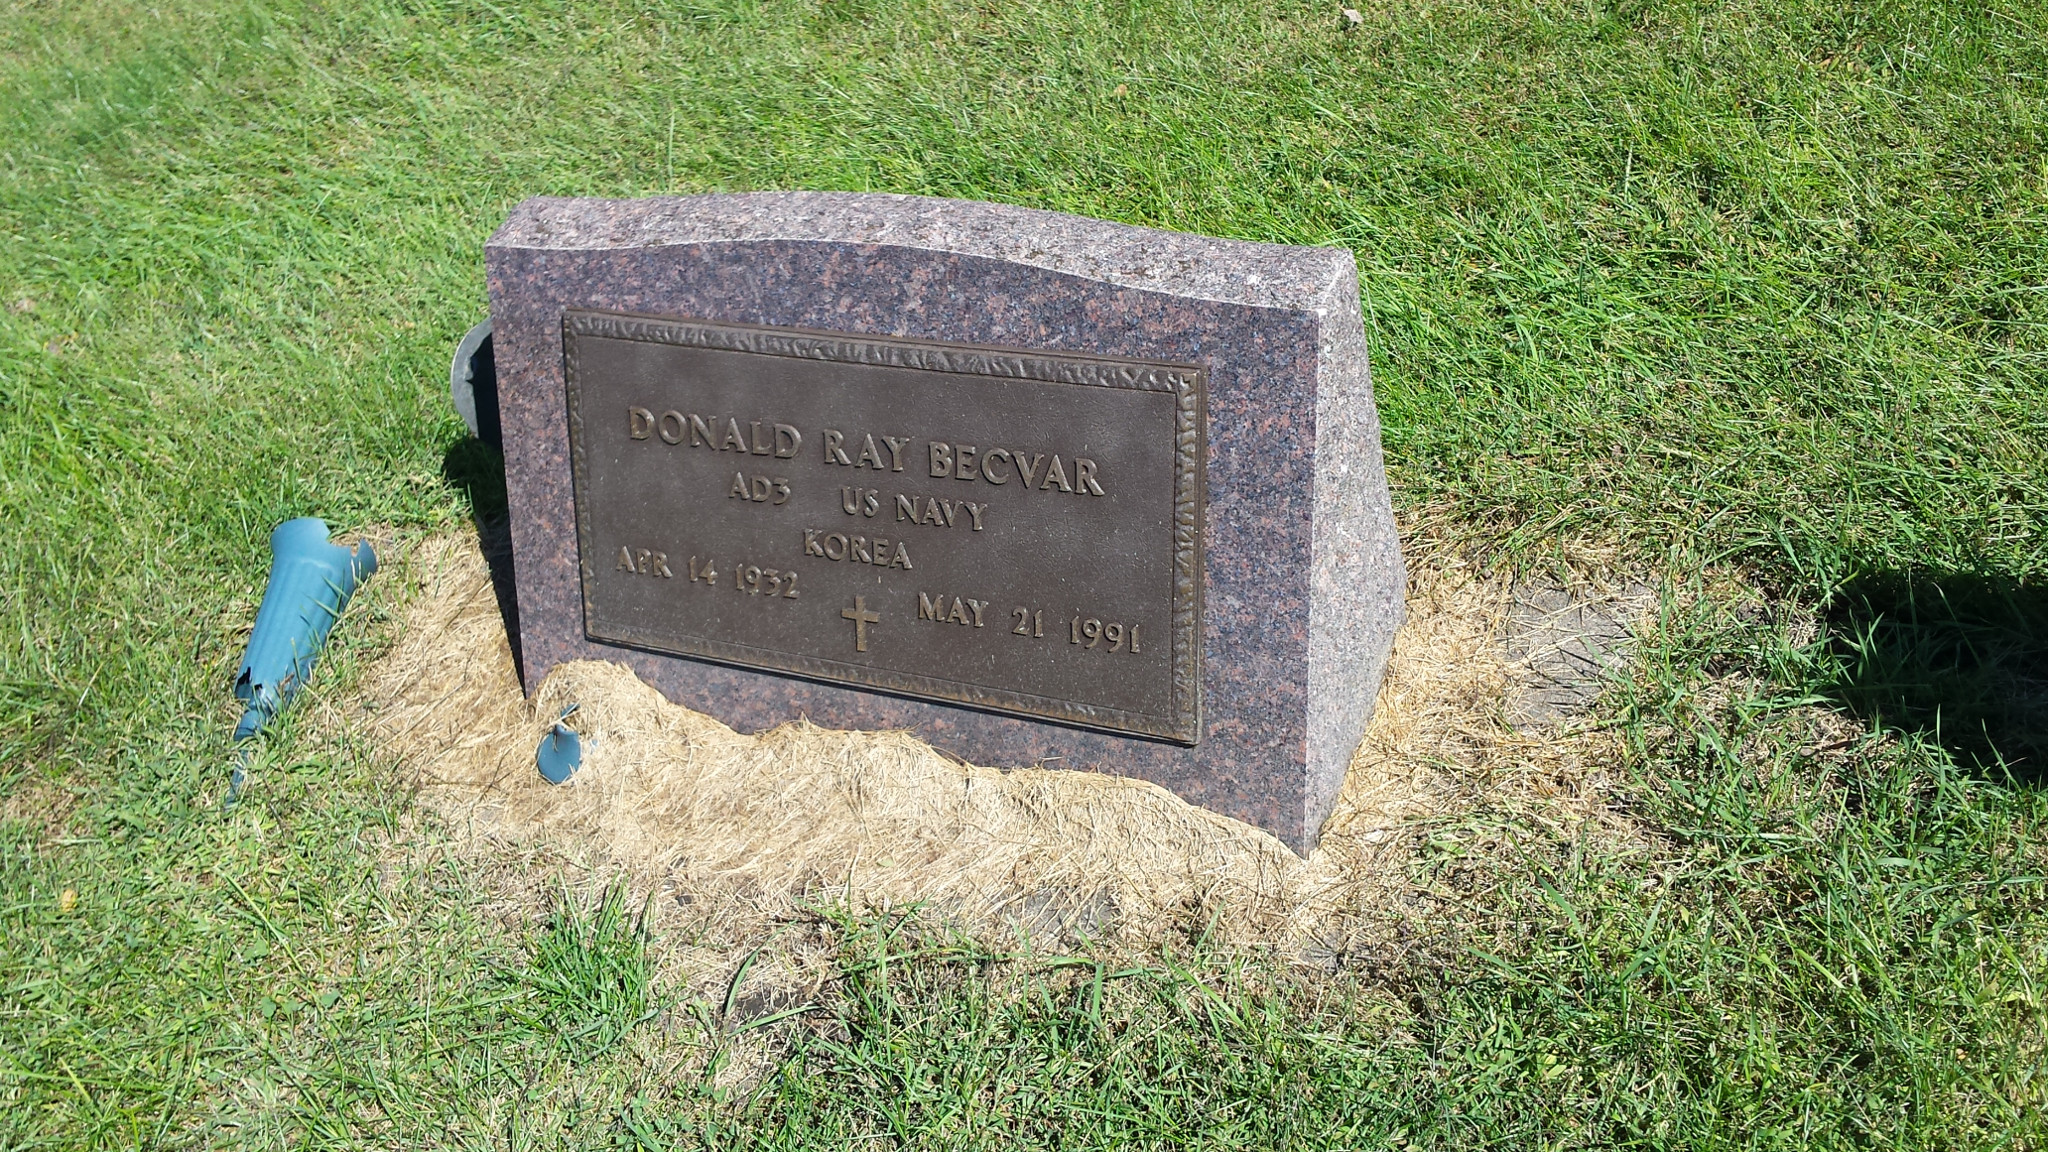 DONALD RAY BECVAR
AD3 US NAVY
KOREA
APR 14 1932 MAY 21 1991